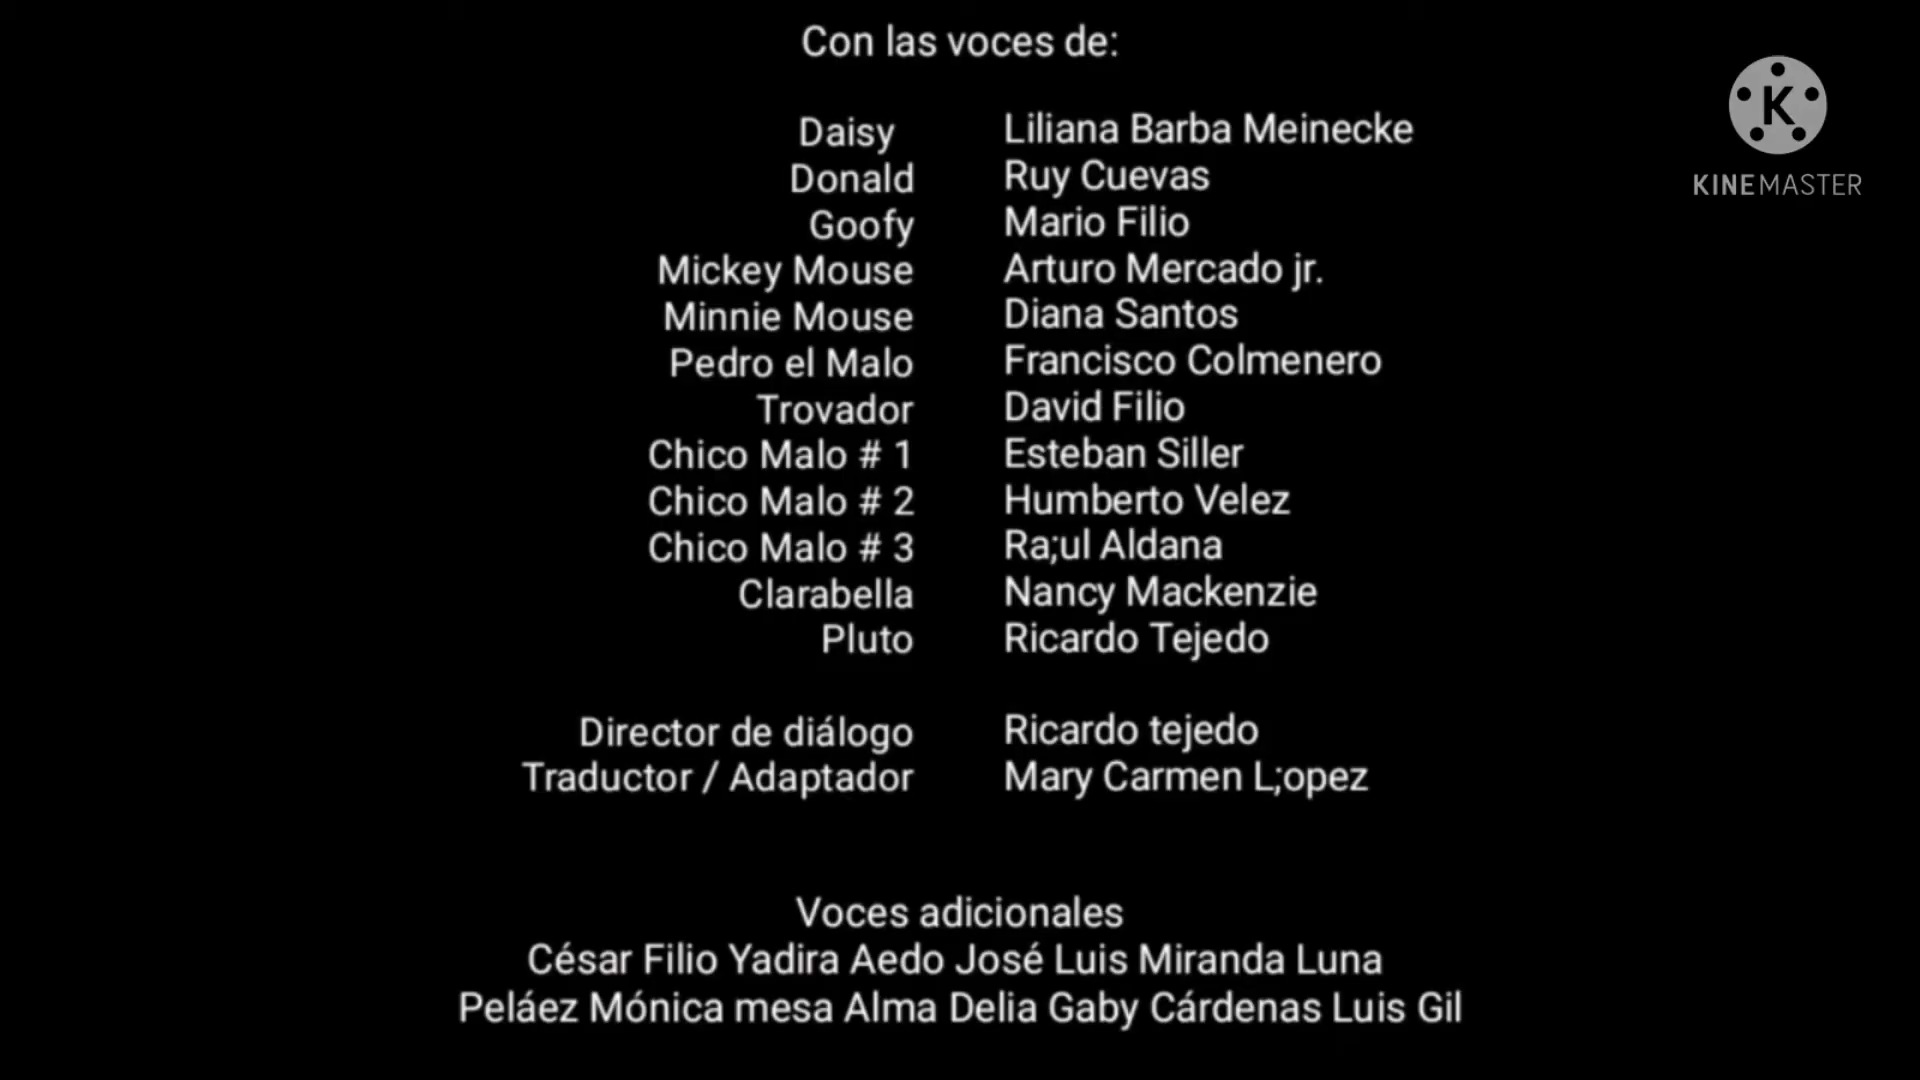 Con las voces de:
Daisy Liliana Barba Meinecke
Donald Ruy Cuevas
Goofy Mario Filio
Mickey Mouse Arturo Mercado jr.
Minnie Mouse Diana Santos
Pedro el Malo Francisco Colmenero
Trovador David Filio
Chico Malo # 1 Esteban Siller
Chico Malo # 2 Humberto Velez
Chico Malo # 3 Ra;ul Aldana
Clarabella Nancy Mackenzie
Pluto Ricardo Tejedo
Director de diálogo Ricardo tejedo
Traductor / Adaptador Mary Carmen L;opez
Voces adicionales
César Filio Yadira Aedo José Luis Miranda Luna
Peláez Mónica mesa Alma Delia Gaby Cárdenas Luis Gil
K
KINEMASTER